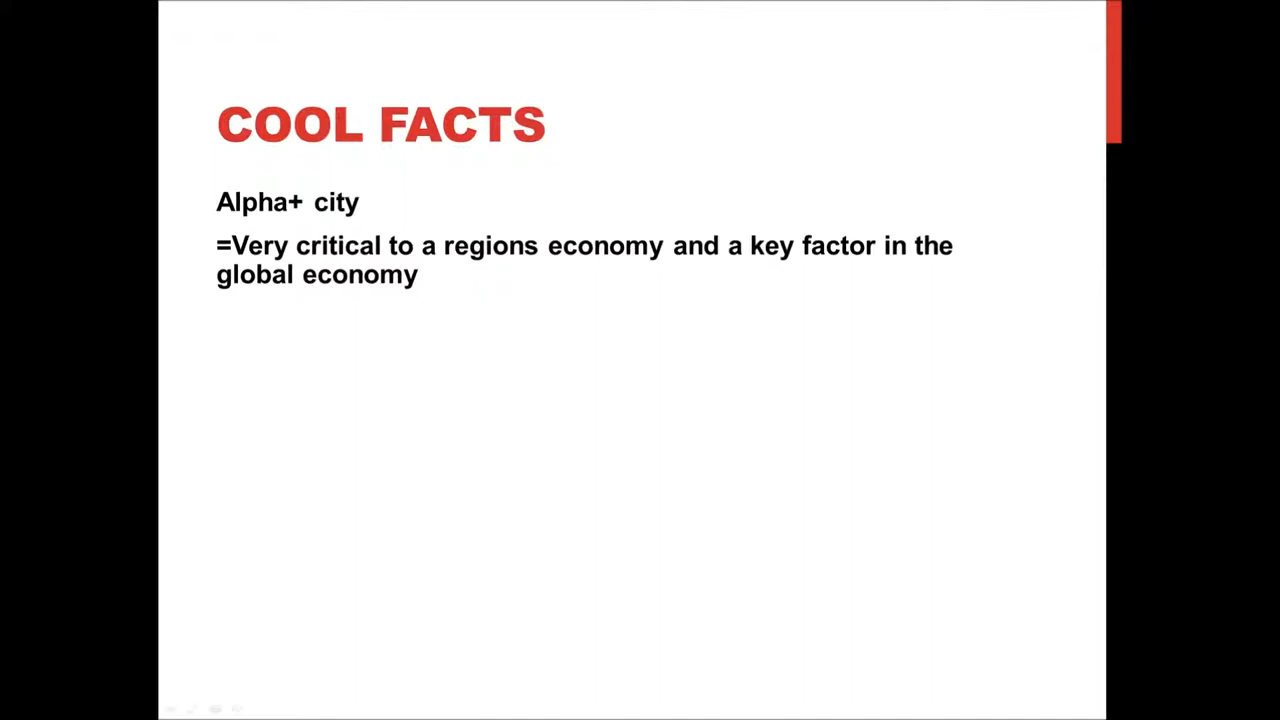 COOL FACTS
Alpha+ city
=Very critical to a regions economy and a key factor in the
global economy